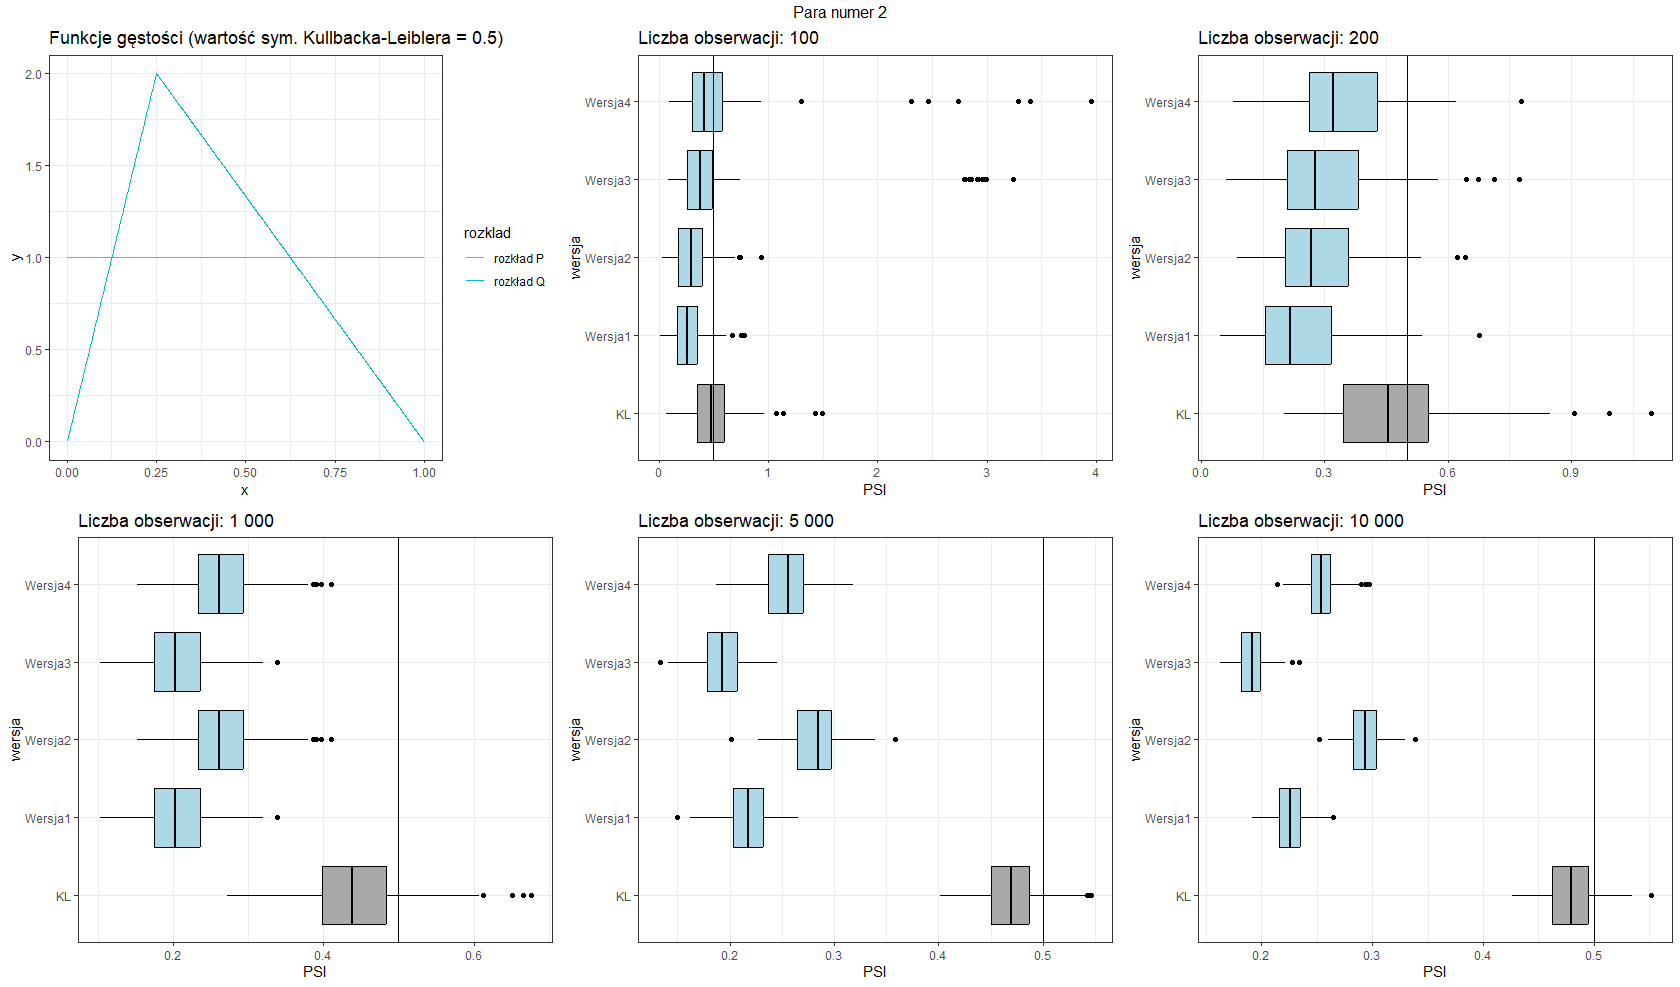 Para numer 2
Funkcje gęstości (wartość sym. Kullbacka-Leiblera = 0.5)
2.0
1.5
1.0
0.5
0.0
y
0.00 0.25 0.50 0.75 1.00
x
rozklad
rozkład P
rozkład Q
Liczba obserwacji: 100
Wersja4
Wersja3
Wersja2
Wersja1
KL
wersja
0 1 2 3 4
PSI
Liczba obserwacji: 200
Wersja4
Wersja3
Wersja2
Wersja1
KL
wersja
0.0 0.3 0.6 0.9
PSI
Liczba obserwacji: 1 000
Wersja4
Wersja3
Wersja2
Wersja1
KL
wersja
0.2 0.4 0.6
PSI
Liczba obserwacji: 5 000
Wersja4
Wersja3
Wersja2
Wersja1
KL
wersja
0.2 0.3 0.4 0.5
PSI
Liczba obserwacji: 10 000
Wersja4
Wersja3
Wersja2
Wersja1
KL
wersja
0.2 0.3 0.4 0.5
PSI